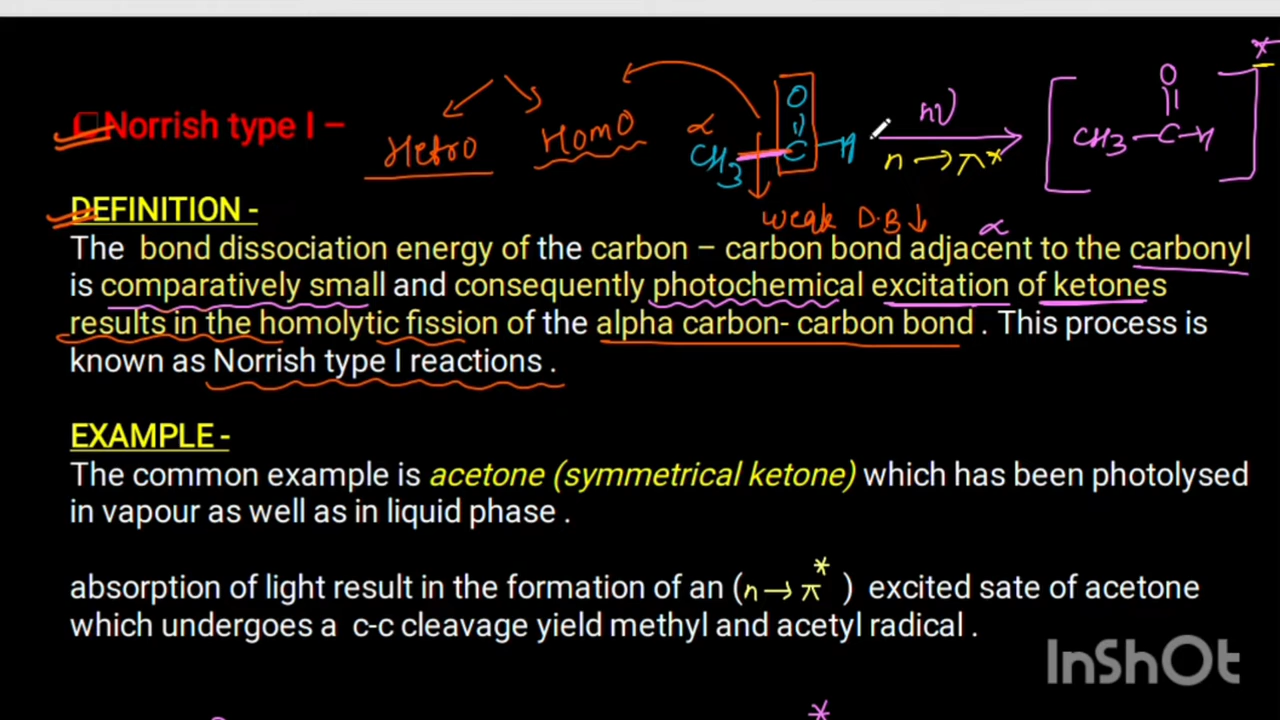 Norrish type I –
Hetro
Homo
α
O
CH3
C
H
hν
n → π*
O
CH3 – C – H
*
weak D.B ↓
α
DEFINITION -
The bond dissociation energy of the carbon – carbon bond adjacent to the carbonyl
is comparatively small and consequently photochemical excitation of ketones
results in the homolytic fission of the alpha carbon- carbon bond . This process is
known as Norrish type I reactions .
EXAMPLE -
The common example is acetone (symmetrical ketone) which has been photolysed
in vapour as well as in liquid phase .
absorption of light result in the formation of an (n → π* ) excited sate of acetone
which undergoes a c-c cleavage yield methyl and acetyl radical .
InShOt
*